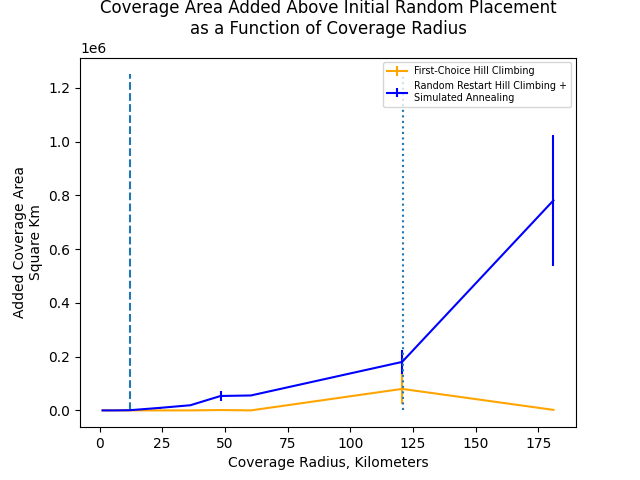 Coverage Area Added Above Initial Random Placement
as a Function of Coverage Radius
1e6
First-Choice Hill Climbing
Random Restart Hill Climbing +
Simulated Annealing
1.2
1.0
0.8
0.6
0.4
0.2
0.0
Added Coverage Area
Square Km
0 25 50 75 100 125 150 175
Coverage Radius, Kilometers